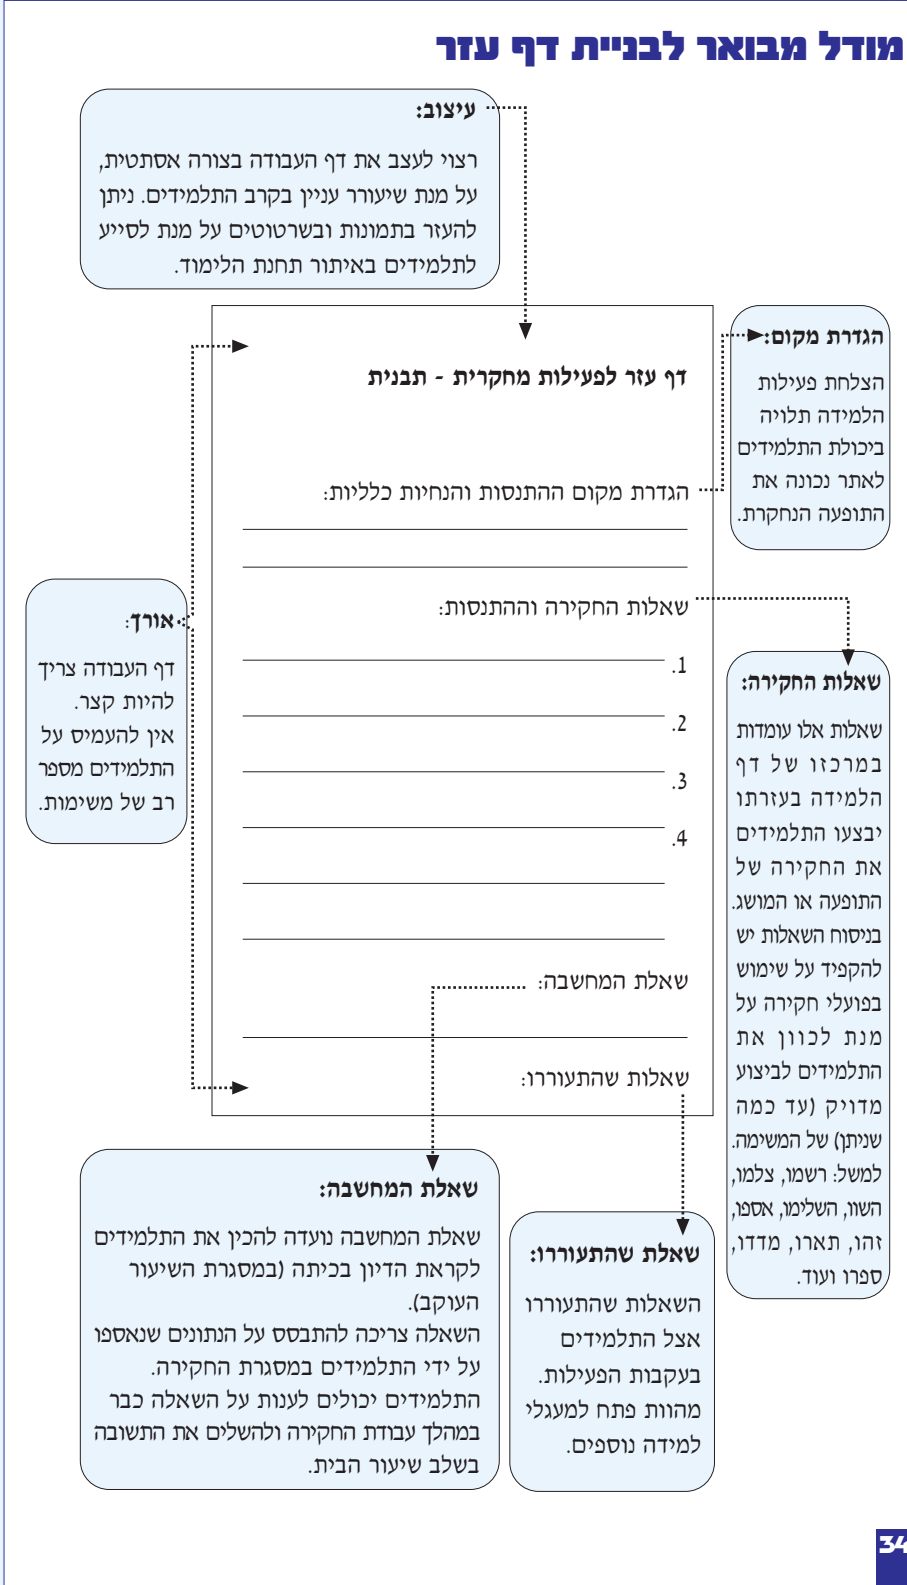 מודל מבואר לבניית דף עזר
עיצוב:
רצוי לעצב את דף העבודה בצורה אסתטית,
על מנת שיעורר עניין בקרב התלמידים. ניתן
להעזר בתמונות ובשרטוטים על מנת לסייע
לתלמידים באיתור תחנת הלימוד.
הגדרת מקום:
הצלחת פעילות
הלמידה תלויה
ביכולת התלמידים
לאתר נכונה את
התופעה הנחקרת.
דף עזר לפעילות מחקרית - תבנית
הגדרת מקום ההתנסות והנחיות כלליות:
שאלות החקירה וההתנסות:
1.
2.
3.
4.
שאלת המחשבה:
שאלות שהתעוררו:
אורך:
דף העבודה צריך
להיות קצר.
אין להעמיס על
התלמידים מספר
רב של משימות.
שאלות החקירה:
שאלות אלו עומדות
במרכזו של דף
הלמידה בעזרתו
יבצעו התלמידים
את החקירה של
התופעה או המושג.
בניסוח השאלות יש
להקפיד על שימוש
בפועלי חקירה על
מנת לכוון את
התלמידים לביצוע
מדויק (עד כמה
שניתן) של המשימה.
למשל: רשמו, צלמו,
השוו, השלימו, אספו,
זהו, תארו, מדדו,
ספרו ועוד.
שאלת המחשבה:
שאלת המחשבה נועדה להכין את התלמידים
לקראת הדיון בכיתה (במסגרת השיעור
העוקב).
השאלה צריכה להתבסס על הנתונים שנאספו
על ידי התלמידים במסגרת החקירה.
התלמידים יכולים לענות על השאלה כבר
במהלך עבודת החקירה ולהשלים את התשובה
בשלב שיעור הבית.
שאלת שהתעוררו:
השאלות שהתעוררו
אצל התלמידים
בעקבות הפעילות.
מהוות פתח למעגלי
למידה נוספים.
34